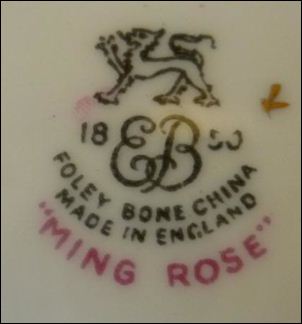 18 EB 50
FOLEY BONE CHINA
MADE IN ENGLAND
"MING ROSE"